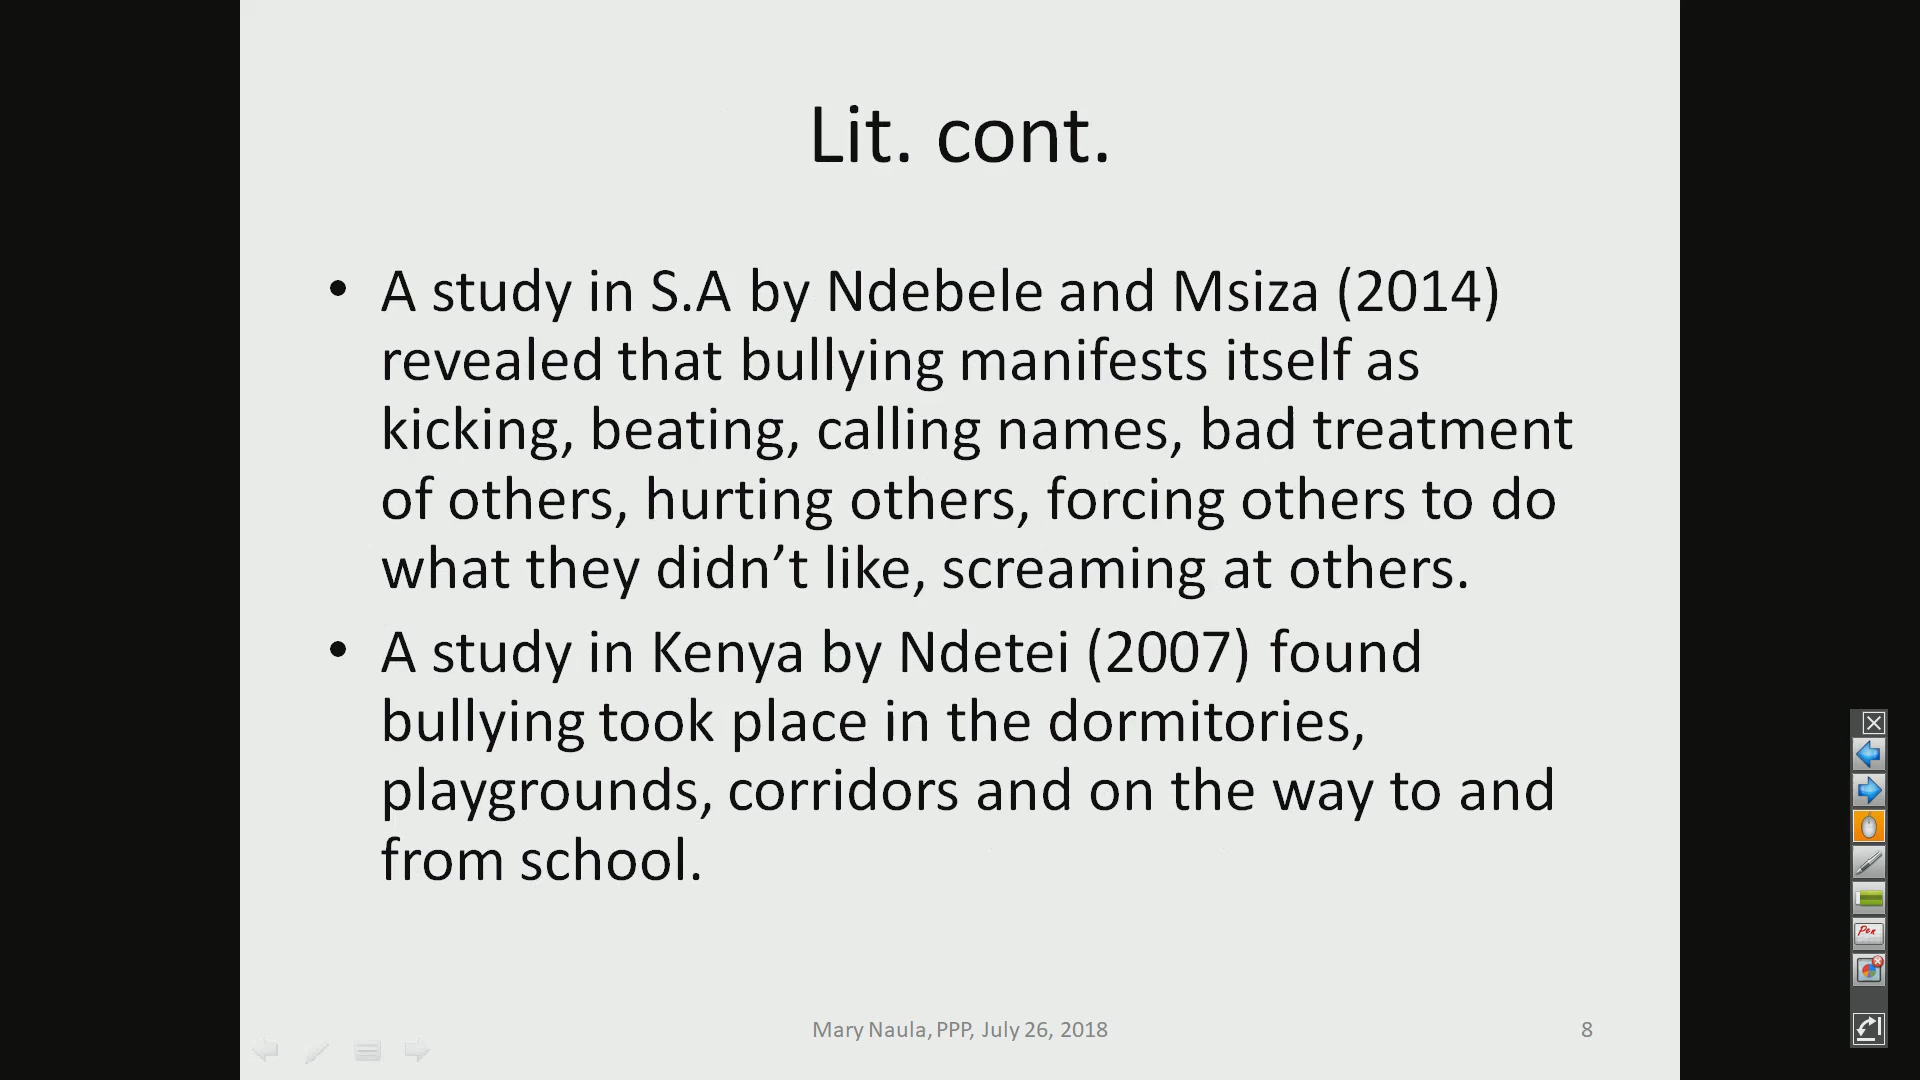 Lit. cont.
• A study in S.A by Ndebele and Msiza (2014)
revealed that bullying manifests itself as
kicking, beating, calling names, bad treatment
of others, hurting others, forcing others to do
what they didn’t like, screaming at others.
• A study in Kenya by Ndetei (2007) found
bullying took place in the dormitories,
playgrounds, corridors and on the way to and
from school.
Pen
Mary Naula, PPP, July 26, 2018
8